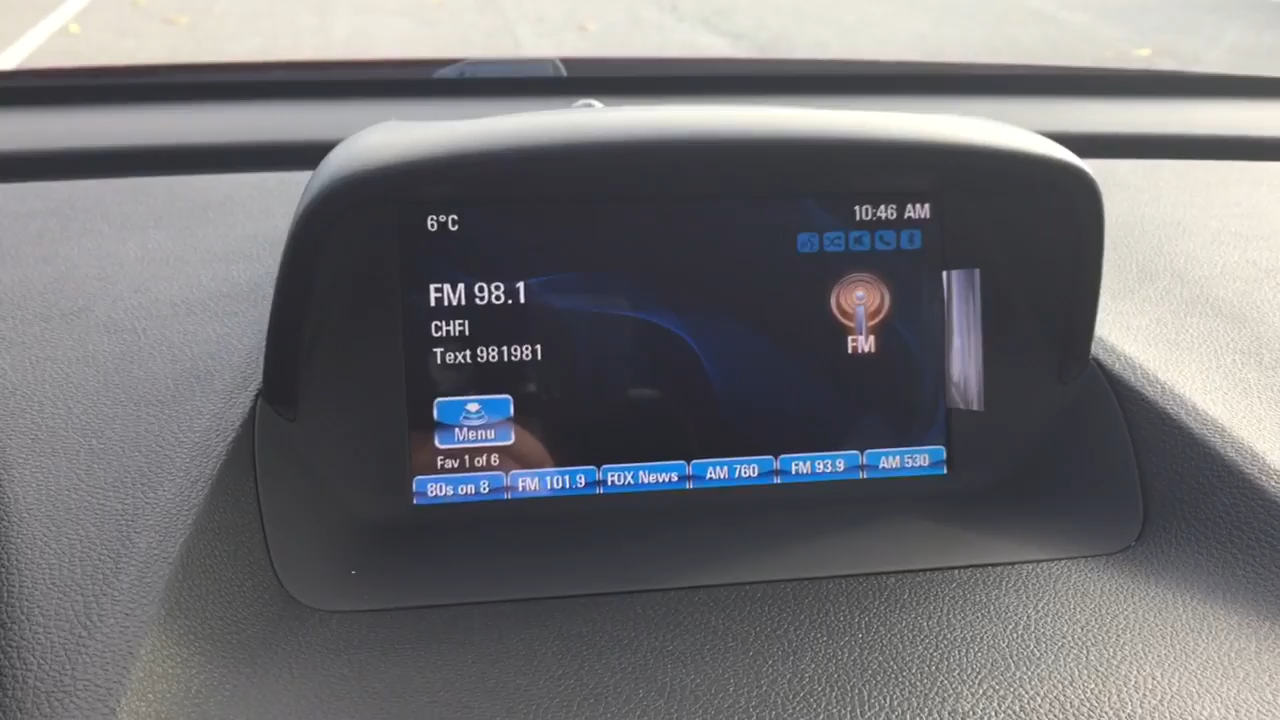 6°C
10:46 AM
FM 98.1
CHFI
Text 981981
FM
Menu
Fav 1 of 6
80s on 8
FM 101.9
FOX News
AM 760
FM 93.9
AM 530